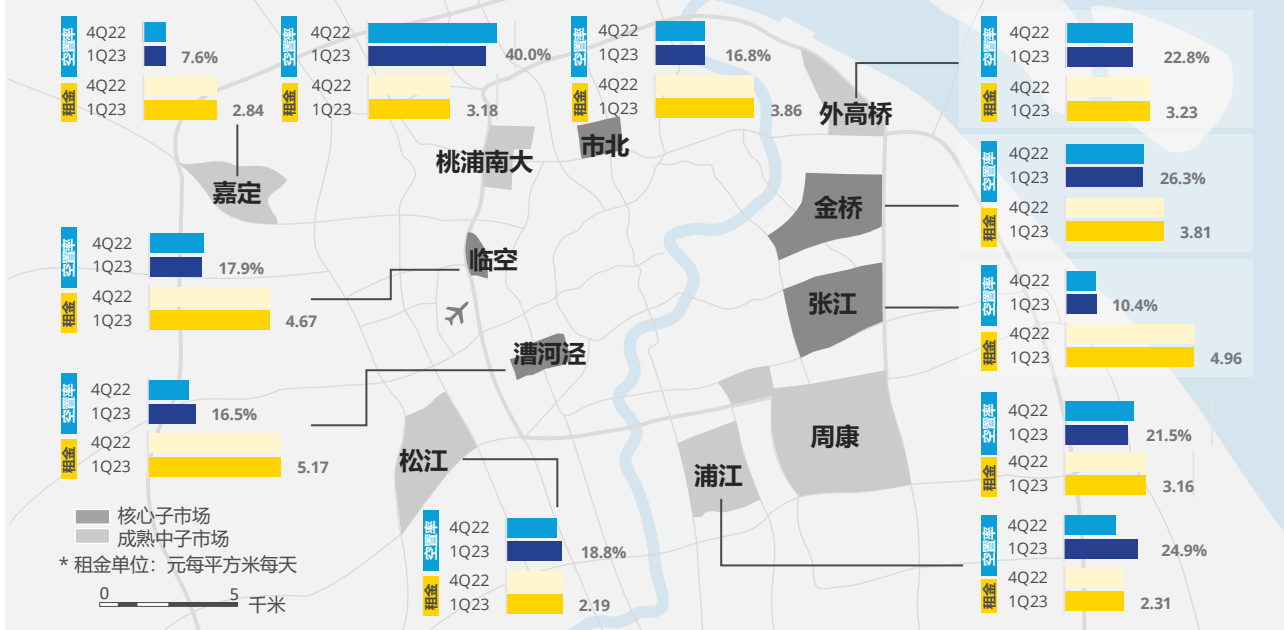 空置率
4Q22
1Q23
7.6%
租金
4Q22
1Q23
2.84
空置率
4Q22
1Q23
40.0%
租金
4Q22
1Q23
3.18
空置率
4Q22
1Q23
16.8%
租金
4Q22
1Q23
3.86
空置率
4Q22
1Q23
22.8%
租金
4Q22
1Q23
3.23
外高桥
桃浦南大
市北
嘉定
空置率
4Q22
1Q23
26.3%
租金
4Q22
1Q23
3.81
金桥
空置率
4Q22
1Q23
17.9%
租金
4Q22
1Q23
4.67
临空
张江
空置率
4Q22
1Q23
10.4%
租金
4Q22
1Q23
4.96
漕河泾
空置率
4Q22
1Q23
16.5%
租金
4Q22
1Q23
5.17
空置率
4Q22
1Q23
21.5%
租金
4Q22
1Q23
3.16
周康
松江
浦江
空置率
4Q22
1Q23
18.8%
租金
4Q22
1Q23
2.19
空置率
4Q22
1Q23
24.9%
租金
4Q22
1Q23
2.31
核心子市场
成熟中子市场
* 租金单位：元每平方米每天
0 5 千米